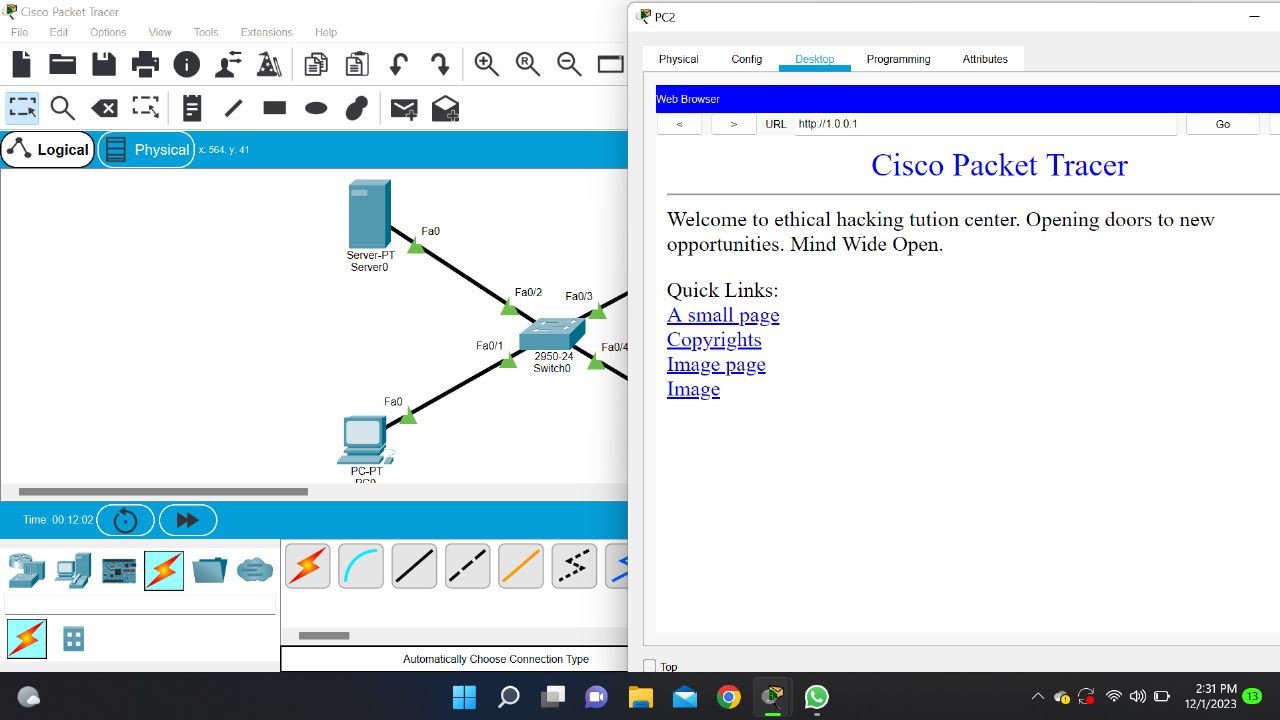 Cisco Packet Tracer
File Edit Options View Tools Extensions Help
Logical
Physical
x: 564, y: 41
Fa0
Server-PT
Server0
Fa0/2
Fa0/3
Fa0/1
2950-24
Switch0
Fa0/4
Fa0
PC-PT
PC0
Time: 00:12:02
Automatically Choose Connection Type
PC2
Physical Config Desktop Programming Attributes
Web Browser
< > URL http://1.0.0.1 Go
Cisco Packet Tracer
Welcome to ethical hacking tution center. Opening doors to new
opportunities. Mind Wide Open.
Quick Links:
A small page
Copyrights
Image page
Image
Top
2:31 PM
12/1/2023
13